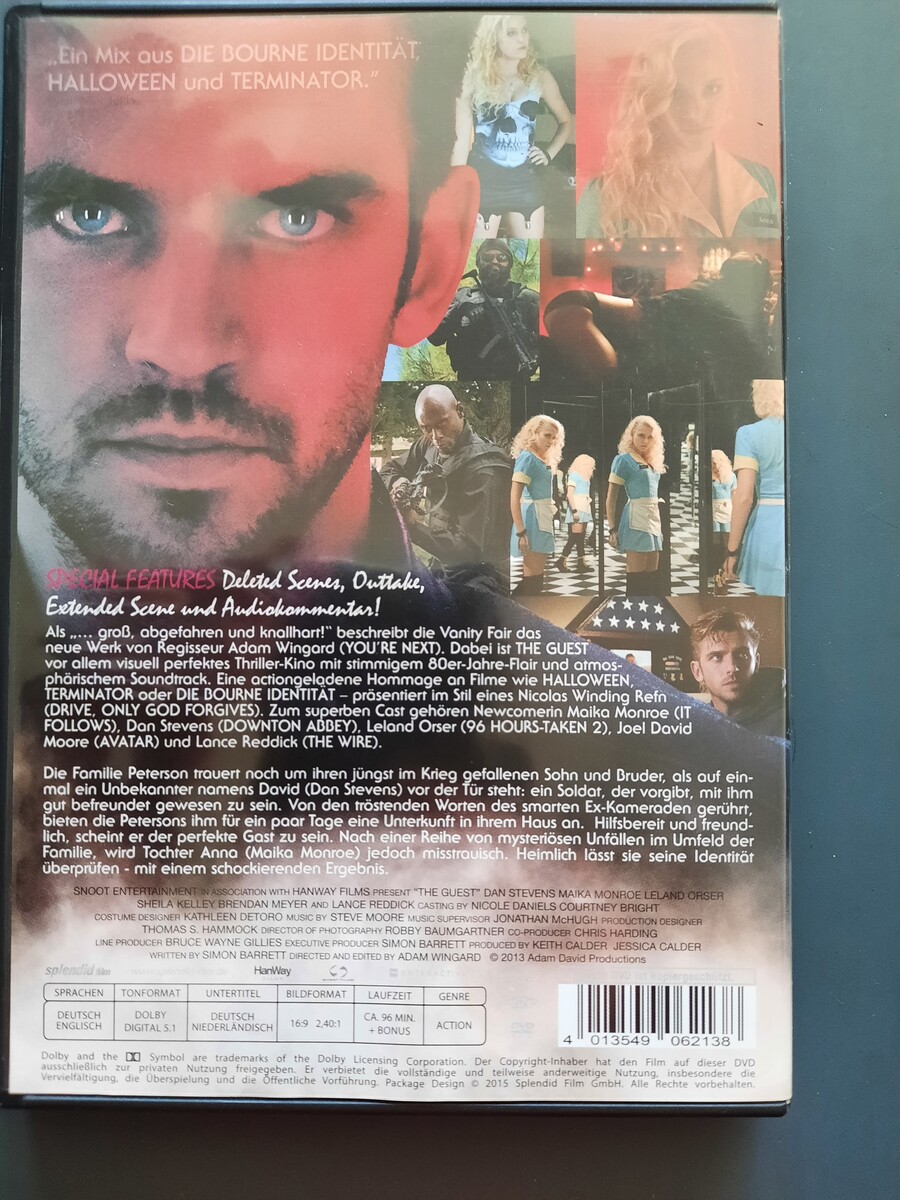 „Ein Mix aus DIE BOURNE IDENTITÄT,
HALLOWEEN und TERMINATOR.”
SPECIAL FEATURES Deleted Scenes, Outtake,
Extended Scene und Audiokommentar!
Als „... groß, abgefahren und knallhart!“ beschreibt die Vanity Fair das
neue Werk von Regisseur Adam Wingard (YOU'RE NEXT). Dabei ist THE GUEST
vor allem visuell perfektes Thriller-Kino mit stimmigem 80er-Jahre-Flair und atmos-
phärischem Soundtrack. Eine actiongeladene Hommage an Filme wie HALLOWEEN,
TERMINATOR oder DIE BOURNE IDENTITÄT – präsentiert im Stil eines Nicolas Winding Refn
(DRIVE, ONLY GOD FORGIVES). Zum superben Cast gehören Newcomerin Maika Monroe (IT
FOLLOWS), Dan Stevens (DOWNTON ABBEY), Leland Orser (96 HOURS-TAKEN 2), Joel David
Moore (AVATAR) und Lance Reddick (THE WIRE).
Die Familie Peterson trauert noch um ihren jüngst im Krieg gefallenen Sohn und Bruder, als auf ein-
mal ein Unbekannter namens David (Dan Stevens) vor der Tür steht: ein Soldat, der vorgibt, mit ihm
gut befreundet gewesen zu sein. Von den tröstenden Worten des smarten Ex-Kameraden gerührt,
bieten die Petersons ihm für ein paar Tage eine Unterkunft in ihrem Haus an. Hilfsbereit und freund-
lich, scheint er der perfekte Gast zu sein. Nach einer Reihe von mysteriösen Unfällen im Umfeld der
Familie, wird Tochter Anna (Maika Monroe) jedoch misstrauisch. Heimlich lässt sie seine Identität
überprüfen - mit einem schockierenden Ergebnis.
SNOOT ENTERTAINMENT IN ASSOCIATION WITH HANWAY FILMS PRESENT "THE GUEST" DAN STEVENS MAIKA MONROE LELAND ORSER
SHEILA KELLEY BRENDAN MEYER AND LANCE REDDICK CASTING BY NICOLE DANIELS COURTNEY BRIGHT
COSTUME DESIGNER KATHLEEN DETORO MUSIC BY STEVE MOORE MUSIC SUPERVISOR JONATHAN McHUGH PRODUCTION DESIGNER
THOMAS S. HAMMOCK DIRECTOR OF PHOTOGRAPHY ROBBY BAUMGARTNER CO-PRODUCER CHRIS HARDING
LINE PRODUCER BRUCE WAYNE GILLIES EXECUTIVE PRODUCER SIMON BARRETT PRODUCED BY KEITH CALDER JESSICA CALDER
WRITTEN BY SIMON BARRETT DIRECTED AND EDITED BY ADAM WINGARD © 2013 Adam David Productions
splendid film HanWay DVD ist kopiergeschützt.
SPRACHEN TONFORMAT UNTERTITEL BILDFORMAT LAUFZEIT GENRE
DEUTSCH DOLBY DEUTSCH 16:9 2,40:1 CA. 96 MIN. ACTION
ENGLISCH DIGITAL 5.1 NIEDERLÄNDISCH + BONUS
4 013549 062138
Dolby and the Symbol are trademarks of the Dolby Licensing Corporation. Der Copyright-Inhaber hat den Film auf dieser DVD
ausschließlich zur privaten Nutzung freigegeben. Er verbietet die vollständige und teilweise anderweitige Nutzung, insbesondere die
Vervielfältigung, die Überspielung und die Öffentliche Vorführung. Package Design © 2015 Splendid Film GmbH. Alle Rechte vorbehalten.